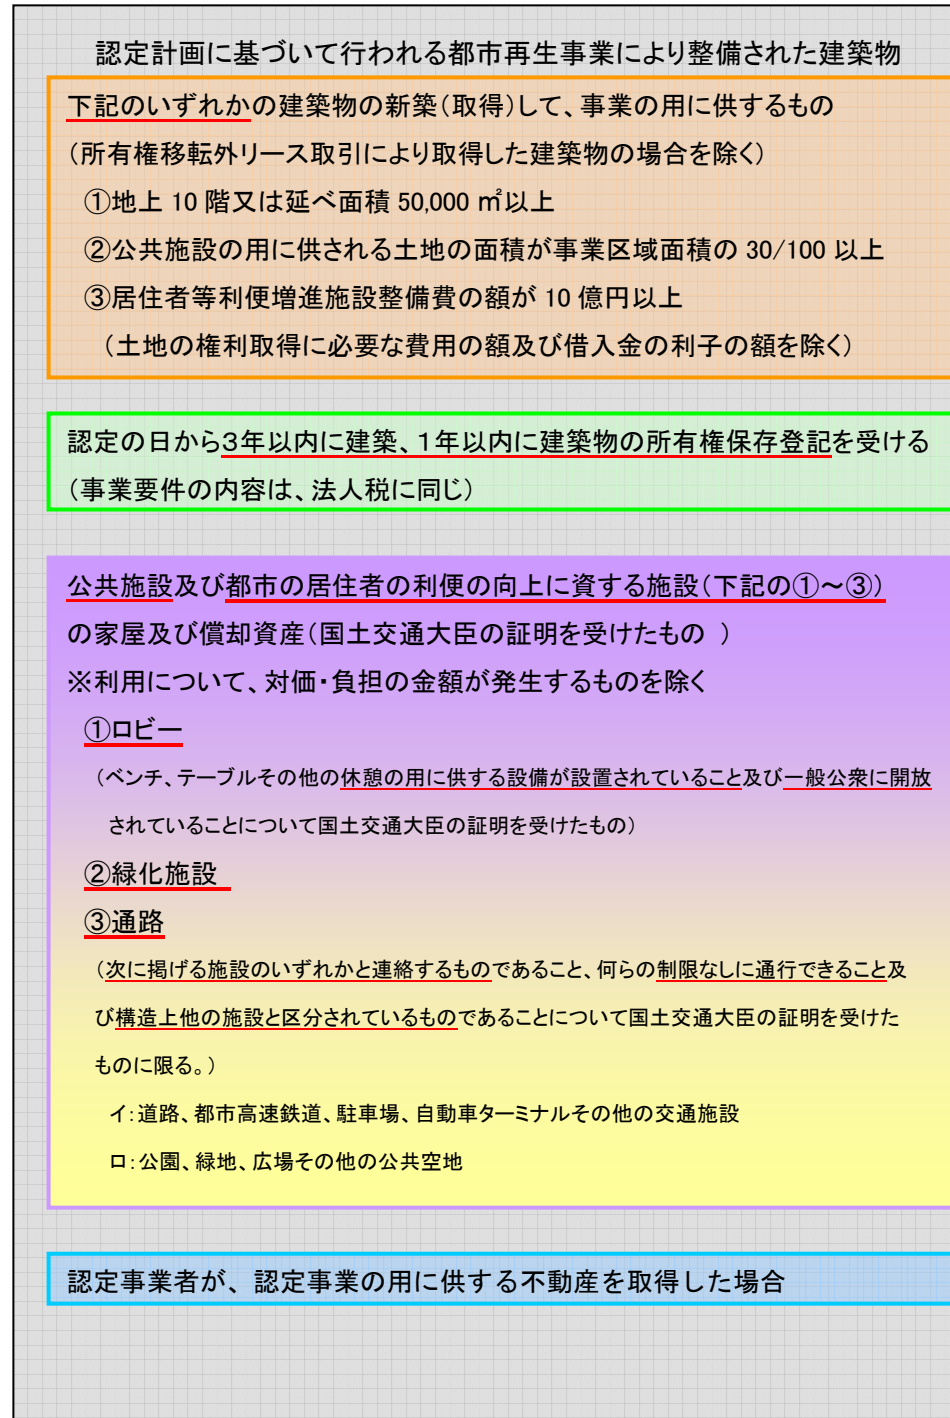 認定計画に基づいて行われる都市再生事業により整備された建築物
下記のいずれかの建築物の新築(取得)して、事業の用に供するもの
(所有権移転外リース取引により取得した建築物の場合を除く)
①地上 10 階又は延べ面積 50,000 ㎡以上
②公共施設の用に供される土地の面積が事業区域面積の 30/100 以上
③居住者等利便増進施設整備費の額が 10 億円以上
(土地の権利取得に必要な費用の額及び借入金の利子の額を除く)
認定の日から3年以内に建築、1年以内に建築物の所有権保存登記を受ける
(事業要件の内容は、法人税に同じ)
公共施設及び都市の居住者の利便の向上に資する施設(下記の①~③)
の家屋及び償却資産(国土交通大臣の証明を受けたもの )
※利用について、対価・負担の金額が発生するものを除く
①ロビー
(ベンチ、テーブルその他の休憩の用に供する設備が設置されていること及び一般公衆に開放
されていることについて国土交通大臣の証明を受けたもの)
②緑化施設
③通路
(次に掲げる施設のいずれかと連絡するものであること、何らの制限なしに通行できること及
び構造上他の施設と区分されているものであることについて国土交通大臣の証明を受けた
ものに限る。)
イ:道路、都市高速鉄道、駐車場、自動車ターミナルその他の交通施設
ロ:公園、緑地、広場その他の公共空地
認定事業者が、認定事業の用に供する不動産を取得した場合